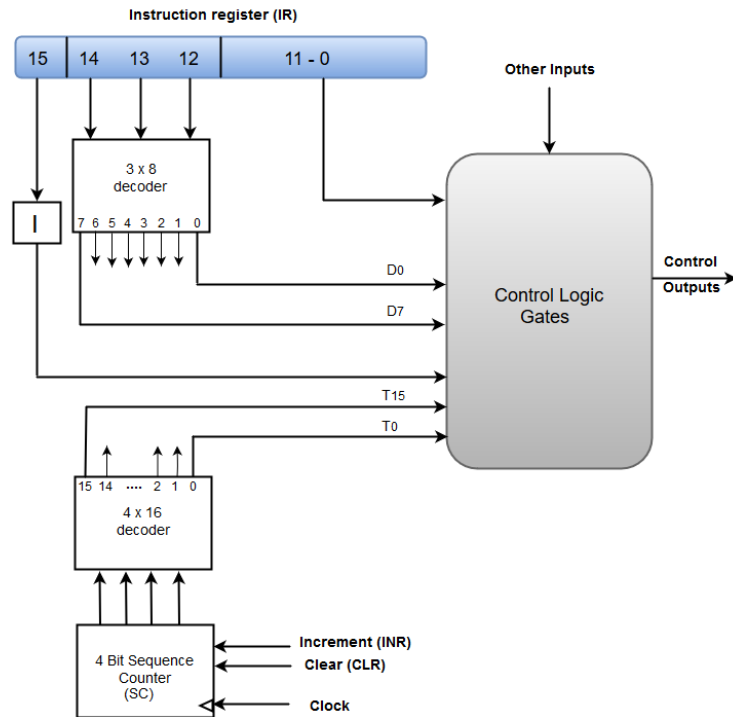 Instruction register (IR)
15 14 13 12 11 - 0
Other Inputs
3 x 8
decoder
7 6 5 4 3 2 1 0
I
D0
D7
Control Logic
Gates
Control
Outputs
T15
T0
15 14 .... 2 1 0
4 x 16
decoder
4 Bit Sequence
Counter
(SC)
Increment (INR)
Clear (CLR)
Clock